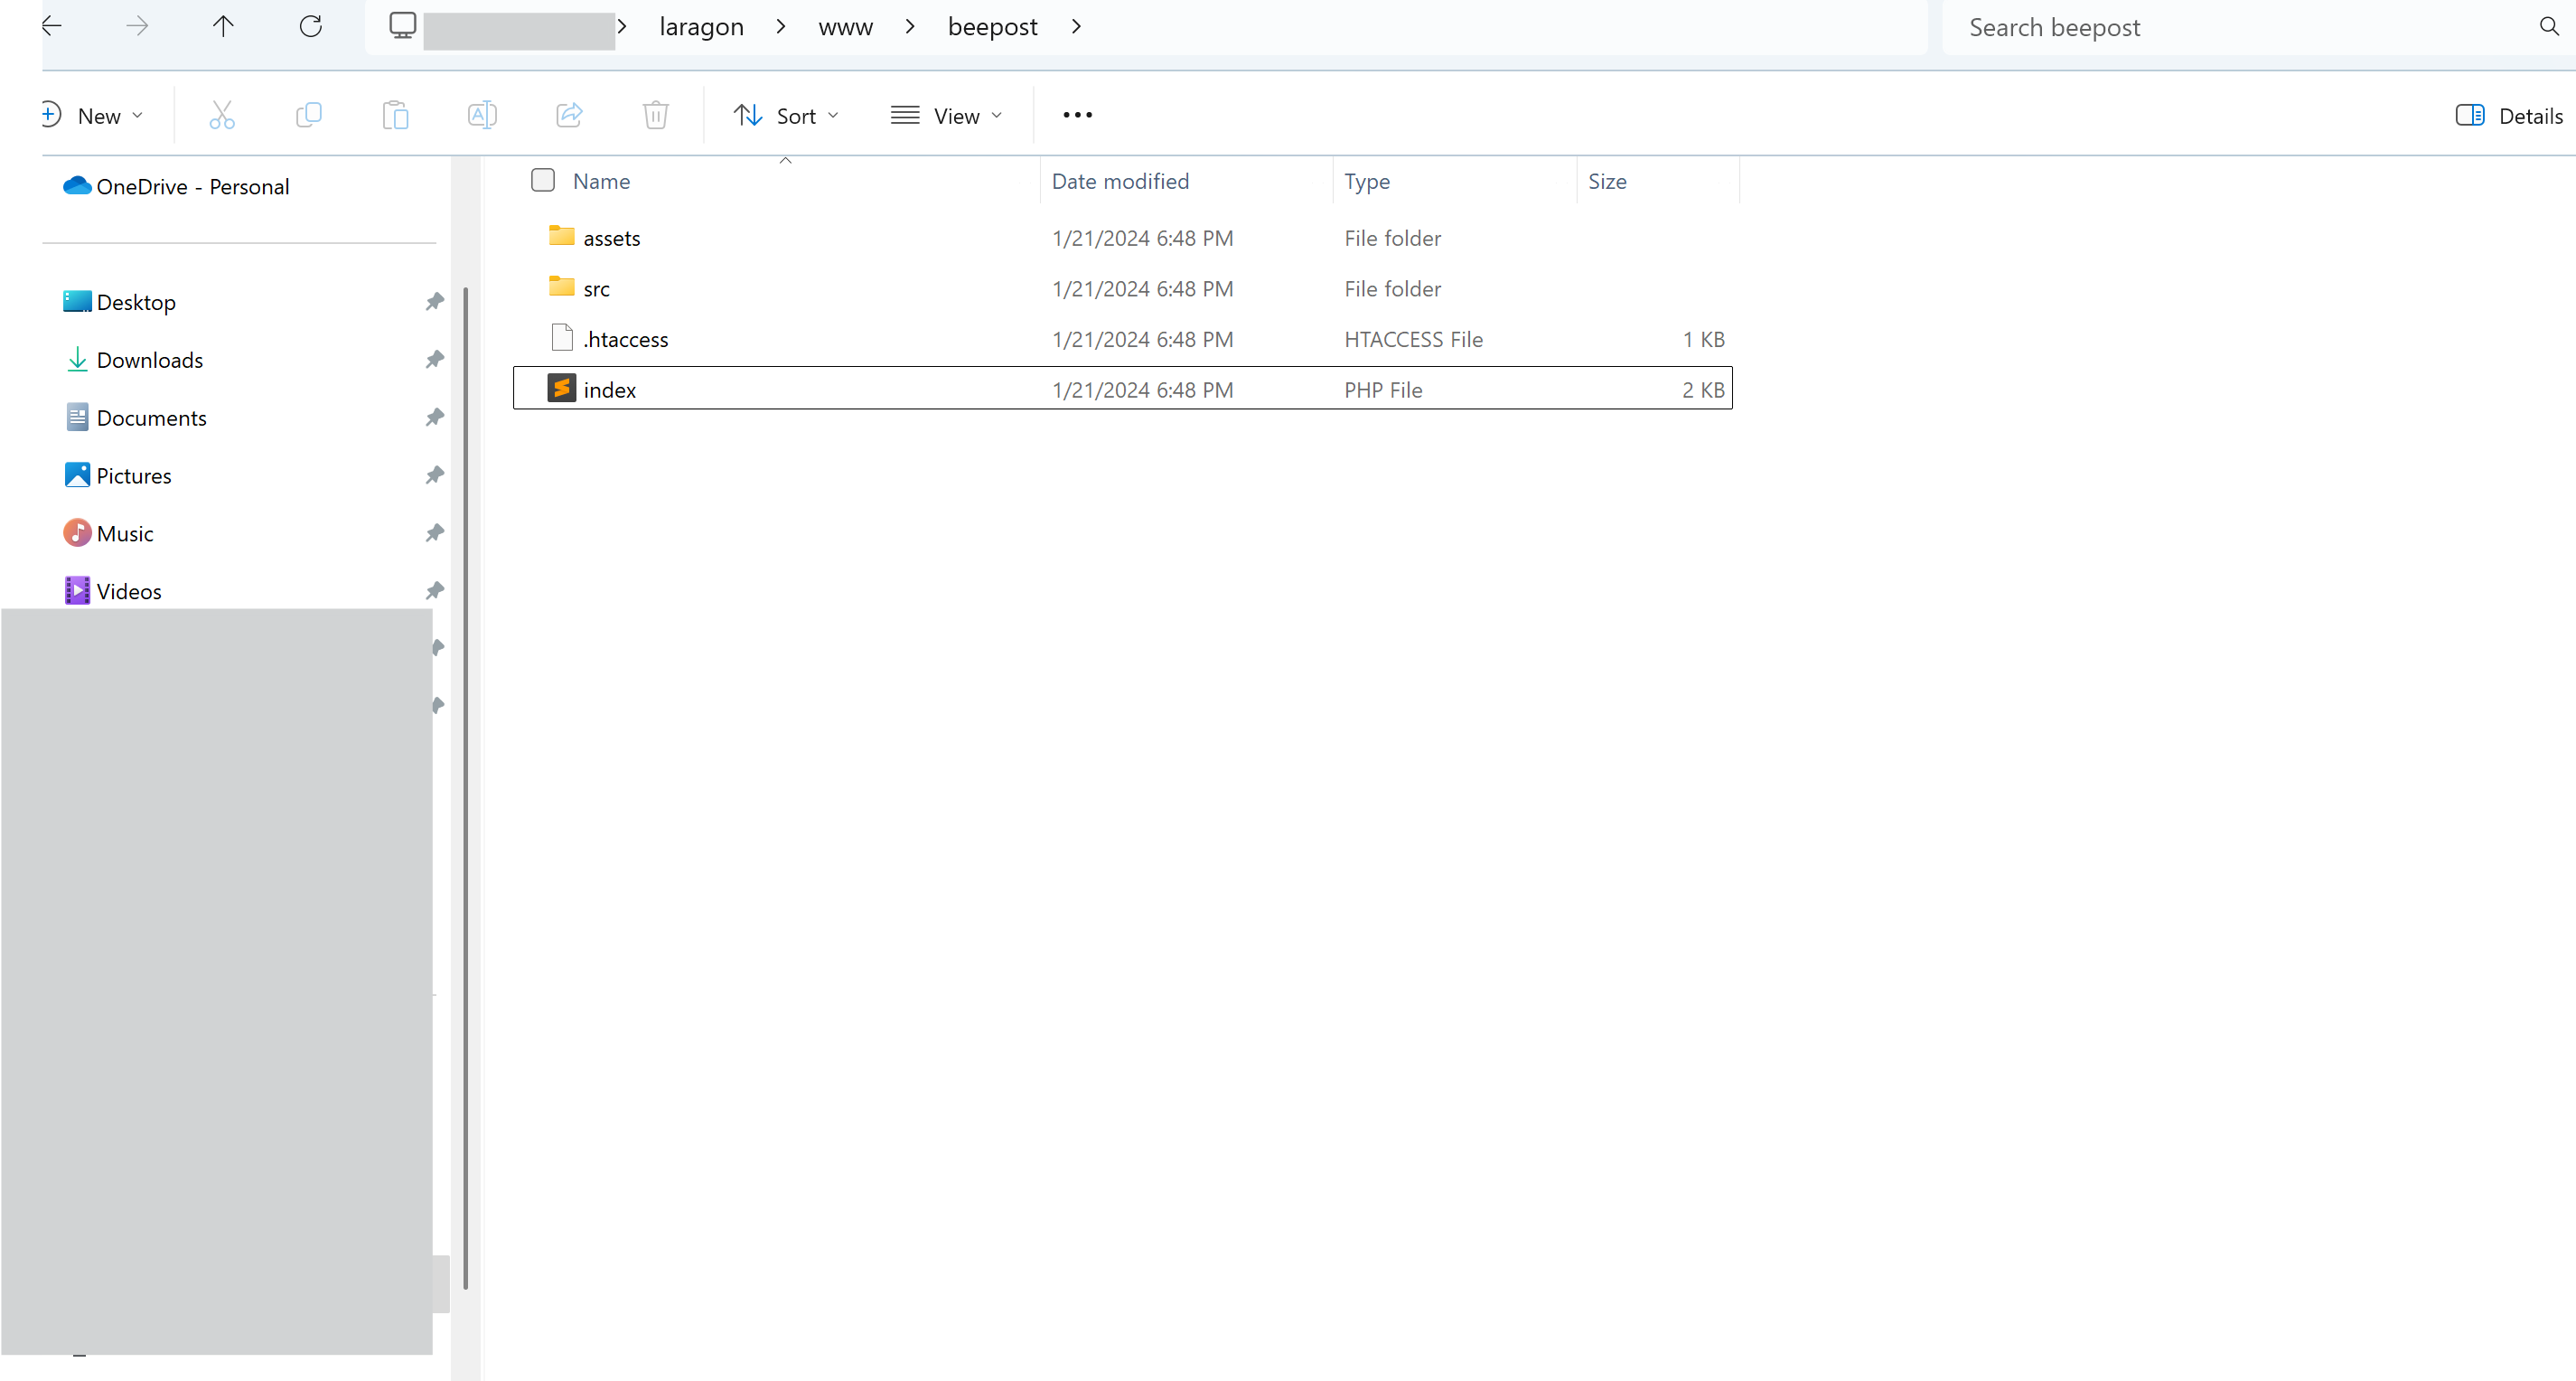 laragon > www > beepost >
Search beepost
New
Sort
View
Details
OneDrive - Personal
Desktop
Downloads
Documents
Pictures
Music
Videos
Name Date modified Type Size
assets 1/21/2024 6:48 PM File folder
src 1/21/2024 6:48 PM File folder
.htaccess 1/21/2024 6:48 PM HTACCESS File 1 KB
index 1/21/2024 6:48 PM PHP File 2 KB